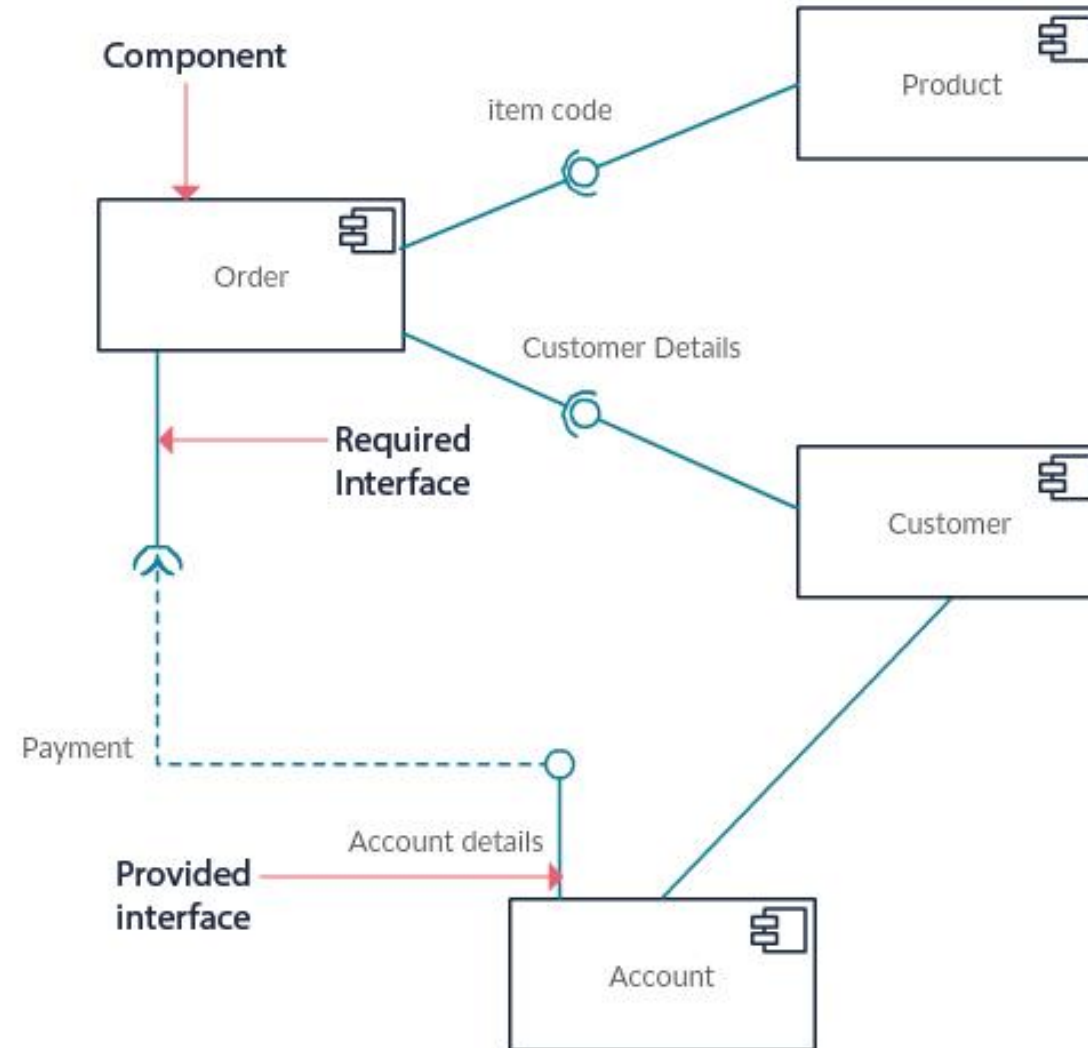 Component
item code
Product
Order
Customer Details
Required
Interface
Customer
Payment
Account details
Provided
interface
Account